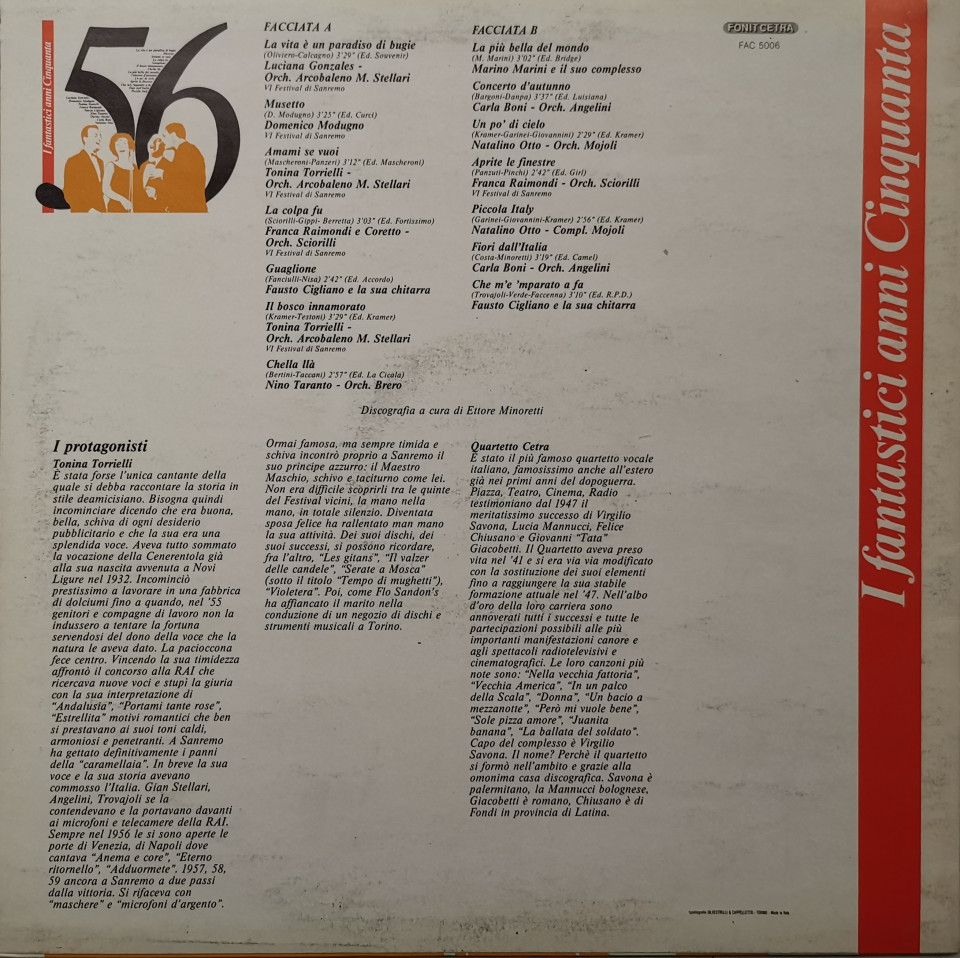 56
I fantastici anni Cinquanta
FACCIATA A
La vita è un paradiso di bugie
(Oliviero-Calcagno) 3'29" (Ed. Souvenir)
Luciana Gonzales -
Orch. Arcobaleno M. Stellari
VI Festival di Sanremo
Musetto
(D. Modugno) 3'25" (Ed. Curci)
Domenico Modugno
VI Festival di Sanremo
Amami se vuoi
(Mascheroni-Panzeri) 3'12" (Ed. Mascheroni)
Tonina Torrielli -
Orch. Arcobaleno M. Stellari
VI Festival di Sanremo
La colpa fu
(Sciorilli-Gippi- Berretta) 3'03" (Ed. Fortissimo)
Franca Raimondi e Coretto -
Orch. Sciorilli
VI Festival di Sanremo
Guaglione
(Fanciulli-Nisa) 2'42" (Ed. Accordo)
Fausto Cigliano e la sua chitarra
Il bosco innamorato
(Kramer-Testoni) 3'29" (Ed. Kramer)
Tonina Torrielli -
Orch. Arcobaleno M. Stellari
VI Festival di Sanremo
Chella llà
(Bertini-Taccani) 2'57" (Ed. La Cicala)
Nino Taranto - Orch. Brero
FACCIATA B
La più bella del mondo
(M. Marini) 3'02" (Ed. Bridge)
Marino Marini e il suo complesso
Concerto d'autunno
(Bargoni-Danpa) 3'37" (Ed. Luisiana)
Carla Boni - Orch. Angelini
Un po' di cielo
(Kramer-Garinei-Giovannini) 2'29" (Ed. Kramer)
Natalino Otto - Orch. Mojoli
Aprite le finestre
(Panzuti-Pinchi) 2'42" (Ed. Girl)
Franca Raimondi - Orch. Sciorilli
VI Festival di Sanremo
Piccola Italy
(Garinei-Giovannini-Kramer) 2'56" (Ed. Kramer)
Natalino Otto - Compl. Mojoli
Fiori dall'Italia
(Costa-Minoretti) 3'19" (Ed. Camel)
Carla Boni - Orch. Angelini
Che m'e 'mparato a fa
(Trovajoli-Verde-Faccenna) 3'10" (Ed. R.P.D.)
Fausto Cigliano e la sua chitarra
FONIT CETRA
FAC 5006
I fantastici anni Cinquanta
Discografia a cura di Ettore Minoretti
I protagonisti
Tonina Torrielli
È stata forse l'unica cantante della
quale si debba raccontare la storia in
stile deamicisiano. Bisogna quindi
incominciare dicendo che era buona,
bella, schiva di ogni desiderio
pubblicitario e che la sua era una
splendida voce. Aveva tutto sommato
la vocazione della Cenerentola già
alla sua nascita avvenuta a Novi
Ligure nel 1932. Incominciò
prestissimo a lavorare in una fabbrica
di dolciumi fino a quando, nel '55
genitori e compagne di lavoro non la
indussero a tentare la fortuna
servendosi del dono della voce che la
natura le aveva dato. La pacioccona
fece centro. Vincendo la sua timidezza
affrontò il concorso alla RAI che
ricercava nuove voci e stupì la giuria
con la sua interpretazione di
"Andalusia", "Portami tante rose",
"Estrellita" motivi romantici che ben
si prestavano ai suoi toni caldi,
armoniosi e penetranti. A Sanremo
ha gettato definitivamente i panni
della "caramellaia". In breve la sua
voce e la sua storia avevano
commosso l'Italia. Gian Stellari,
Angelini, Trovajoli se la
contendevano e la portavano davanti
ai microfoni e telecamere della RAI.
Sempre nel 1956 le si sono aperte le
porte di Venezia, di Napoli dove
cantava "Anema e core", "Eterno
ritornello", "Adduormete". 1957, 58,
59 ancora a Sanremo a due passi
dalla vittoria. Si rifaceva con
"maschere" e "microfoni d'argento".
Ormai famosa, ma sempre timida e
schiva incontrò proprio a Sanremo il
suo principe azzurro: il Maestro
Maschio, schivo e taciturno come lei.
Non era difficile scoprirli tra le quinte
del Festival vicini, la mano nella
mano, in totale silenzio. Diventata
sposa felice ha rallentato man mano
la sua attività. Dei suoi dischi, dei
suoi successi, si possono ricordare,
fra l'altro, "Les gitans", "Il valzer
delle candele", "Serate a Mosca"
(sotto il titolo "Tempo di mughetti"),
"Violetera". Poi, come Flo Sandon's
ha affiancato il marito nella
conduzione di un negozio di dischi e
strumenti musicali a Torino.
Quartetto Cetra
È stato il più famoso quartetto vocale
italiano, famosissimo anche all'estero
già nei primi anni del dopoguerra.
Piazza, Teatro, Cinema, Radio
testimoniano dal 1947 il
meritatissimo successo di Virgilio
Savona, Lucia Mannucci, Felice
Chiusano e Giovanni "Tata"
Giacobetti. Il Quartetto aveva preso
vita nel '41 e si era via via modificato
con la sostituzione dei suoi elementi
fino a raggiungere la sua stabile
formazione attuale nel '47. Nell'albo
d'oro della loro carriera sono
annoverati tutti i successi e tutte le
partecipazioni possibili alle più
importanti manifestazioni canore e
agli spettacoli radiotelevisivi e
cinematografici. Le loro canzoni più
note sono: "Nella vecchia fattoria",
"Vecchia America", "In un palco
della Scala", "Donna", "Un bacio a
mezzanotte", "Però mi vuole bene",
"Sole pizza amore", "Juanita
banana", "La ballata del soldato".
Capo del complesso è Virgilio
Savona. Il nome? Perchè il quartetto
si formò nell'ambito e grazie alla
omonima casa discografica. Savona è
palermitano, la Mannucci bolognese,
Giacobetti è romano, Chiusano è di
Fondi in provincia di Latina.
SILVESTRELLI & CAPPELLETTO - TORINO - Made in Italy